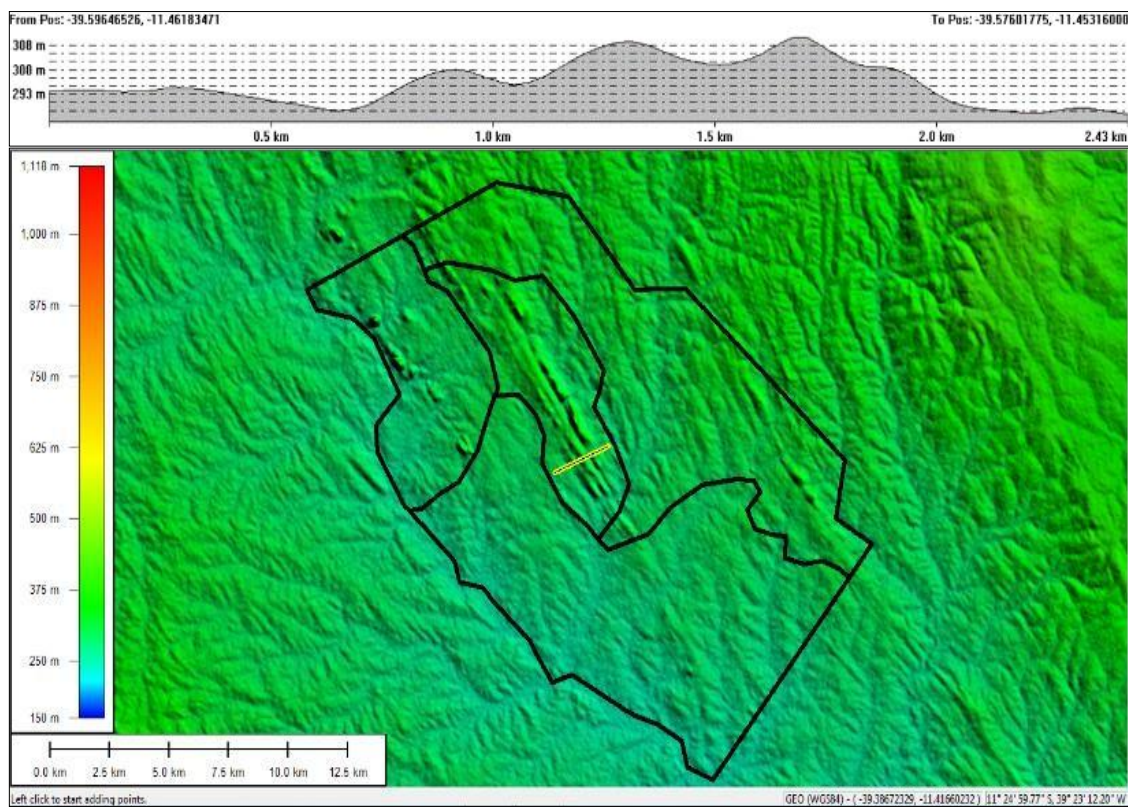 From Pos: -39.59646526, -11.46183471 To Pos: -39.57601775, -11.45316000
308 m
300 m
293 m
0.5 km 1.0 km 1.5 km 2.0 km 2.43 km
1,118 m
1,000 m
875 m
750 m
625 m
500 m
375 m
250 m
150 m
0.0 km 2.5 km 5.0 km 7.5 km 10.0 km 12.5 km
Left click to start adding points. GEO (WGS84) - ( -39.38672329, -11.41660232 ) 11° 24' 59.77" S, 39° 23' 12.20" W